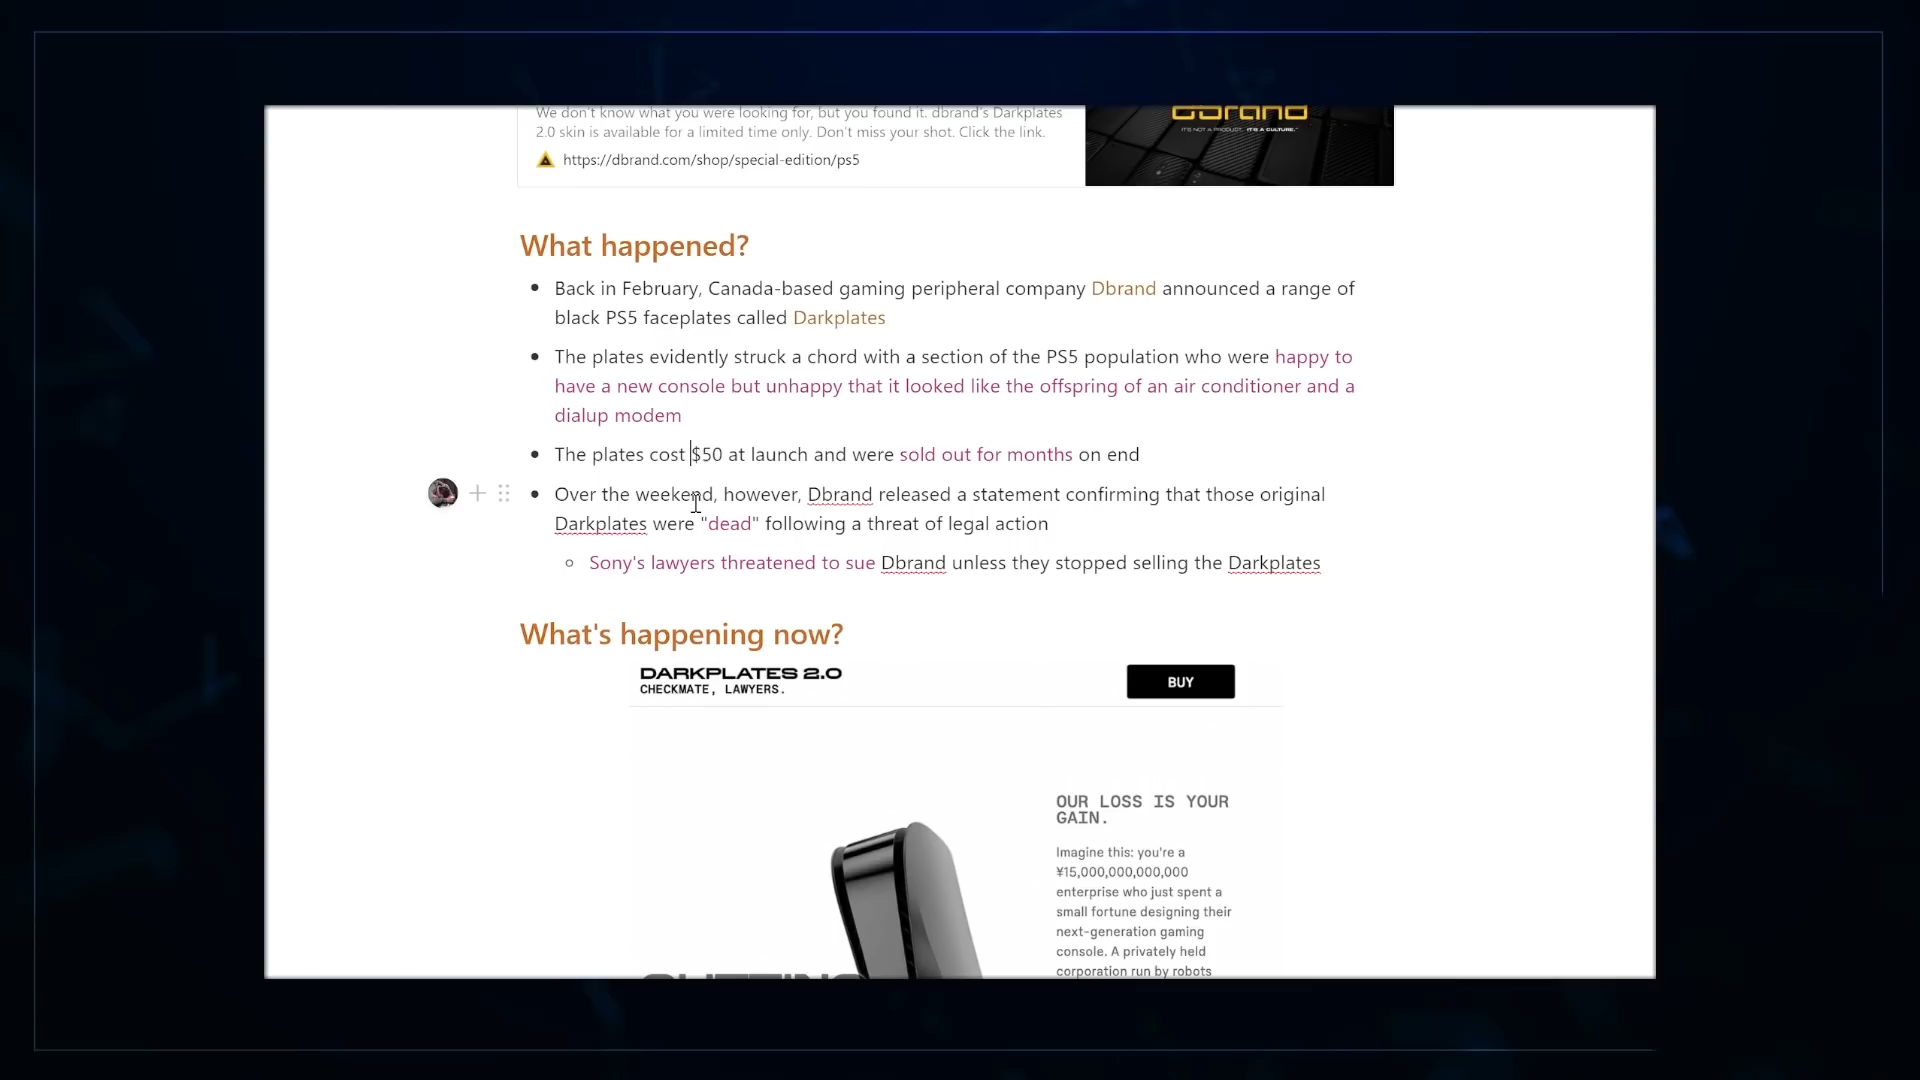 We don't know what you were looking for, but you found it. dbrand's Darkplates
2.0 skin is available for a limited time only. Don't miss your shot. Click the link.
https://dbrand.com/shop/special-edition/ps5
dbrand
IT'S NOT A PRODUCT. IT'S A CULTURE.
What happened?
Back in February, Canada-based gaming peripheral company Dbrand announced a range of
black PS5 faceplates called Darkplates
The plates evidently struck a chord with a section of the PS5 population who were happy to
have a new console but unhappy that it looked like the offspring of an air conditioner and a
dialup modem
The plates cost $50 at launch and were sold out for months on end
Over the weekend, however, Dbrand released a statement confirming that those original
Darkplates were "dead" following a threat of legal action
Sony's lawyers threatened to sue Dbrand unless they stopped selling the Darkplates
What's happening now?
DARKPLATES 2.0
CHECKMATE, LAWYERS.
BUY
OUR LOSS IS YOUR
GAIN.
Imagine this: you're a
¥15,000,000,000,000
enterprise who just spent a
small fortune designing their
next-generation gaming
console. A privately held
corporation run by robots